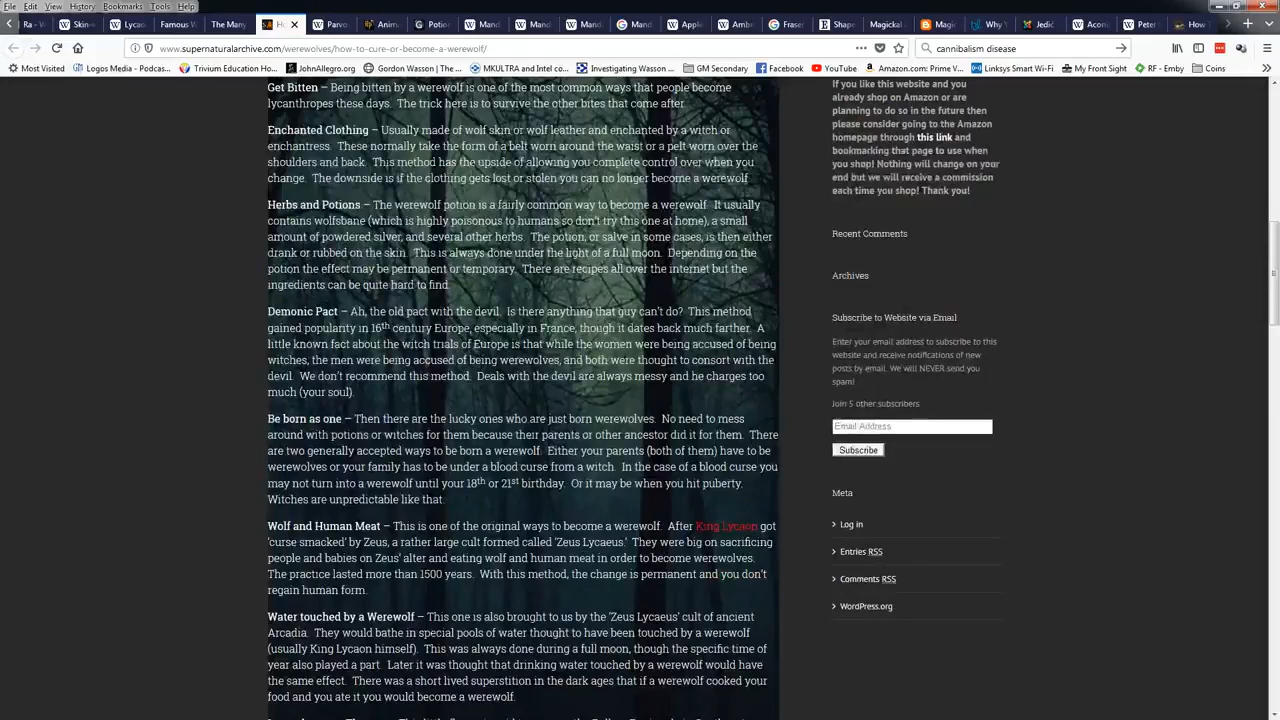 File Edit View History Bookmarks Tools Help
Ra - Skin- Lycao Famous W The Many Ho Parvo Anim Potion Mand Mand Mand Mand Appl Ambr Fraser Shape Magickal Magic Why Y Jedić Aconi Peter How T
www.supernaturalarchive.com/werewolves/how-to-cure-or-become-a-werewolf/ cannibalism disease
Most Visited Logos Media - Podcas... Trivium Education Ho... JohnAllegro.org Gordon Wasson | The ... MKULTRA and Intel co... Investigating Wasson ... GM Secondary Facebook YouTube Amazon.com: Prime V... Linksys Smart Wi-Fi My Front Sight RF - Emby Coins
Get Bitten – Being bitten by a werewolf is one of the most common ways that people become
lycanthropes these days. The trick here is to survive the other bites that come after.
Enchanted Clothing – Usually made of wolf skin or wolf leather and enchanted by a witch or
enchantress. These normally take the form of a belt worn around the waist or a pelt worn over the
shoulders and back. This method has the upside of allowing you complete control over when you
change. The downside is if the clothing gets lost or stolen you can no longer become a werewolf.
Herbs and Potions – The werewolf potion is a fairly common way to become a werewolf. It usually
contains wolfsbane (which is highly poisonous to humans so don't try this one at home), a small
amount of powdered silver, and several other herbs. The potion, or salve in some cases, is then either
drank or rubbed on the skin. This is always done under the light of a full moon. Depending on the
potion the effect may be permanent or temporary. There are recipes all over the internet but the
ingredients can be quite hard to find.
Demonic Pact – Ah, the old pact with the devil. Is there anything that guy can't do? This method
gained popularity in 16th century Europe, especially in France, though it dates back much farther. A
little known fact about the witch trials of Europe is that while the women were being accused of being
witches, the men were being accused of being werewolves, and both were thought to consort with the
devil. We don't recommend this method. Deals with the devil are always messy and he charges too
much (your soul).
Be born as one – Then there are the lucky ones who are just born werewolves. No need to mess
around with potions or witches for them because their parents or other ancestor did it for them. There
are two generally accepted ways to be born a werewolf. Either your parents (both of them) have to be
werewolves or your family has to be under a blood curse from a witch. In the case of a blood curse you
may not turn into a werewolf until your 18th or 21st birthday. Or it may be when you hit puberty.
Witches are unpredictable like that.
Wolf and Human Meat – This is one of the original ways to become a werewolf. After King Lycaon got
'curse smacked' by Zeus, a rather large cult formed called 'Zeus Lycaeus.' They were big on sacrificing
people and babies on Zeus' alter and eating wolf and human meat in order to become werewolves.
The practice lasted more than 1500 years. With this method, the change is permanent and you don't
regain human form.
Water touched by a Werewolf – This one is also brought to us by the 'Zeus Lycaeus' cult of ancient
Arcadia. They would bathe in special pools of water thought to have been touched by a werewolf
(usually King Lycaon himself). This was always done during a full moon, though the specific time of
year also played a part. Later it was thought that drinking water touched by a werewolf would have
the same effect. There was a short lived superstition in the dark ages that if a werewolf cooked your
food and you ate it you would become a werewolf.
If you like this website and you
already shop on Amazon or are
planning to do so in the future then
please consider going to the Amazon
homepage through this link and
bookmarking that page to use when
you shop! Nothing will change on your
end but we will receive a commission
each time you shop! Thank you!
Recent Comments
Archives
Subscribe to Website via Email
Enter your email address to subscribe to this
website and receive notifications of new
posts by email. We will NEVER send you
spam!
Join 5 other subscribers
Email Address
Subscribe
Meta
Log in
Entries RSS
Comments RSS
WordPress.org